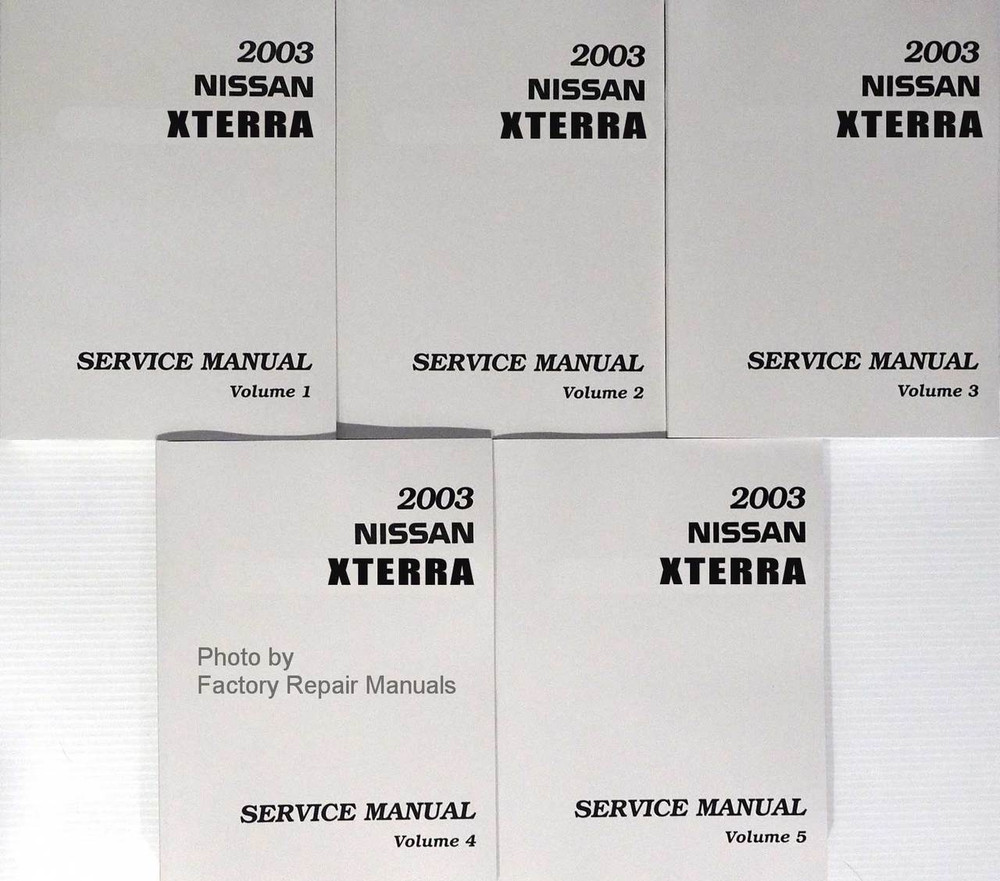 2003
NISSAN
XTERRA
SERVICE MANUAL
Volume 1
2003
NISSAN
XTERRA
SERVICE MANUAL
Volume 2
2003
NISSAN
XTERRA
SERVICE MANUAL
Volume 3
2003
NISSAN
XTERRA
Photo by
Factory Repair Manuals
SERVICE MANUAL
Volume 4
2003
NISSAN
XTERRA
SERVICE MANUAL
Volume 5